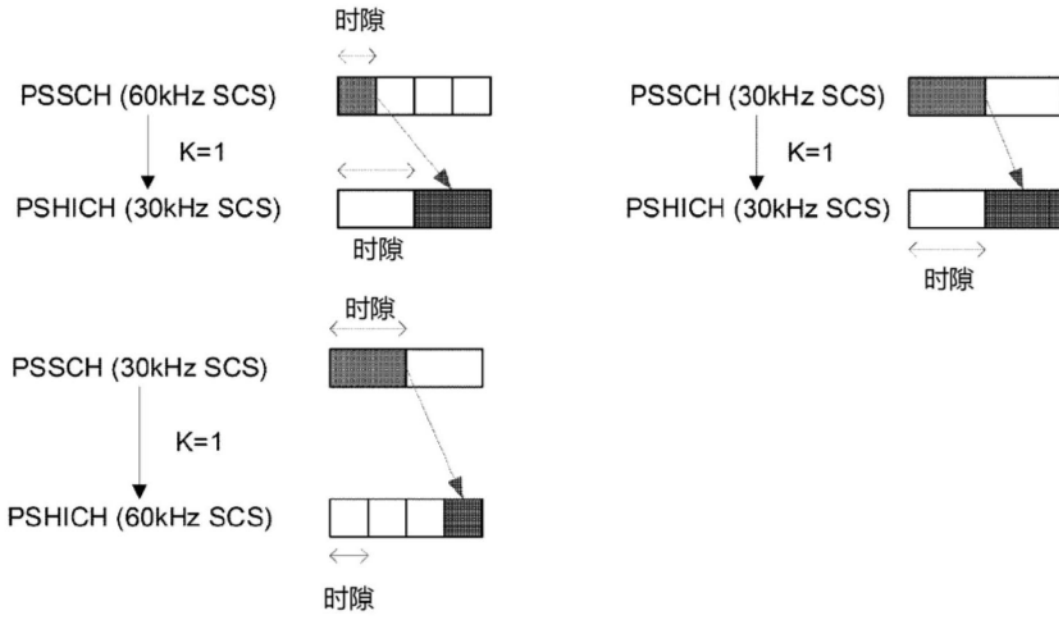 时隙
PSSCH (60kHz SCS)
K=1
PSHICH (30kHz SCS)
时隙
PSSCH (30kHz SCS)
K=1
PSHICH (30kHz SCS)
时隙
时隙
PSSCH (30kHz SCS)
K=1
PSHICH (60kHz SCS)
时隙